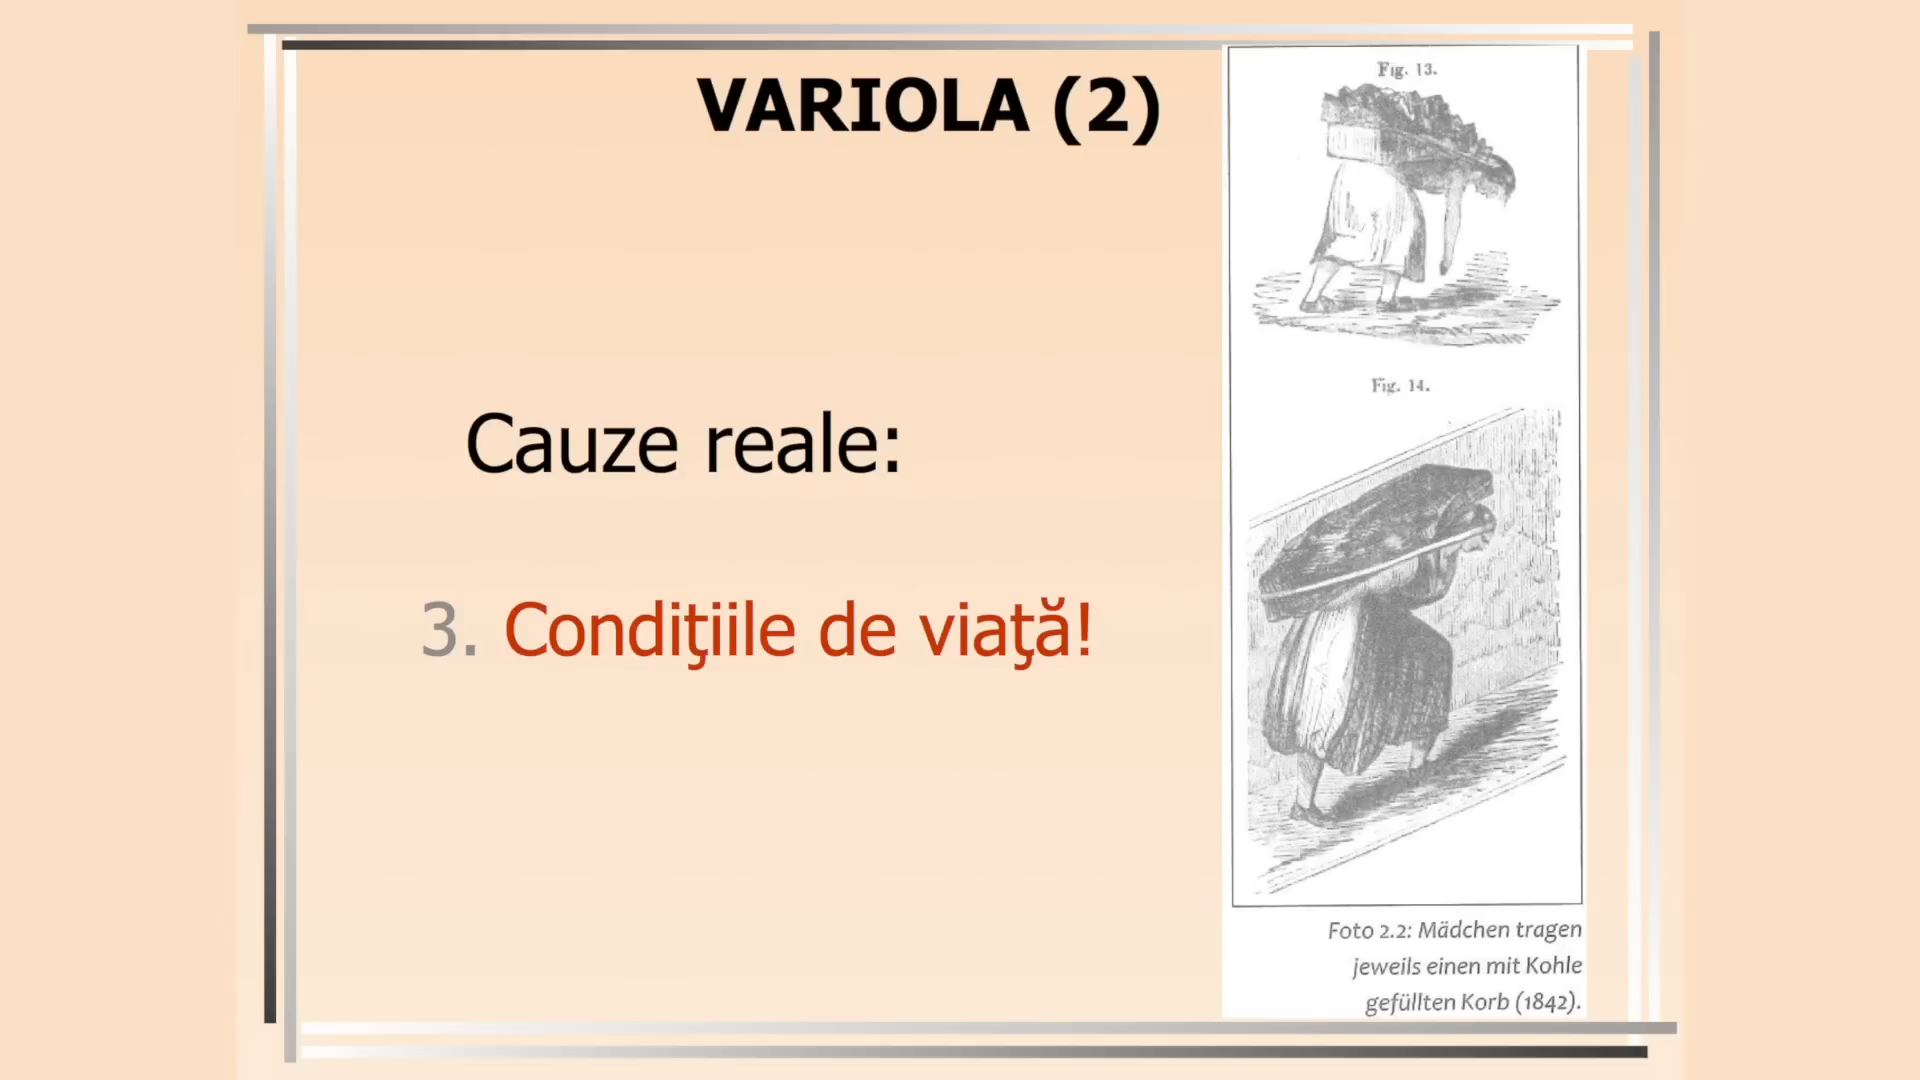 VARIOLA (2)
Cauze reale:
3. Condiţiile de viaţă!
Fig. 13.
Fig. 14.
Foto 2.2: Mädchen tragen
jeweils einen mit Kohle
gefüllten Korb (1842).